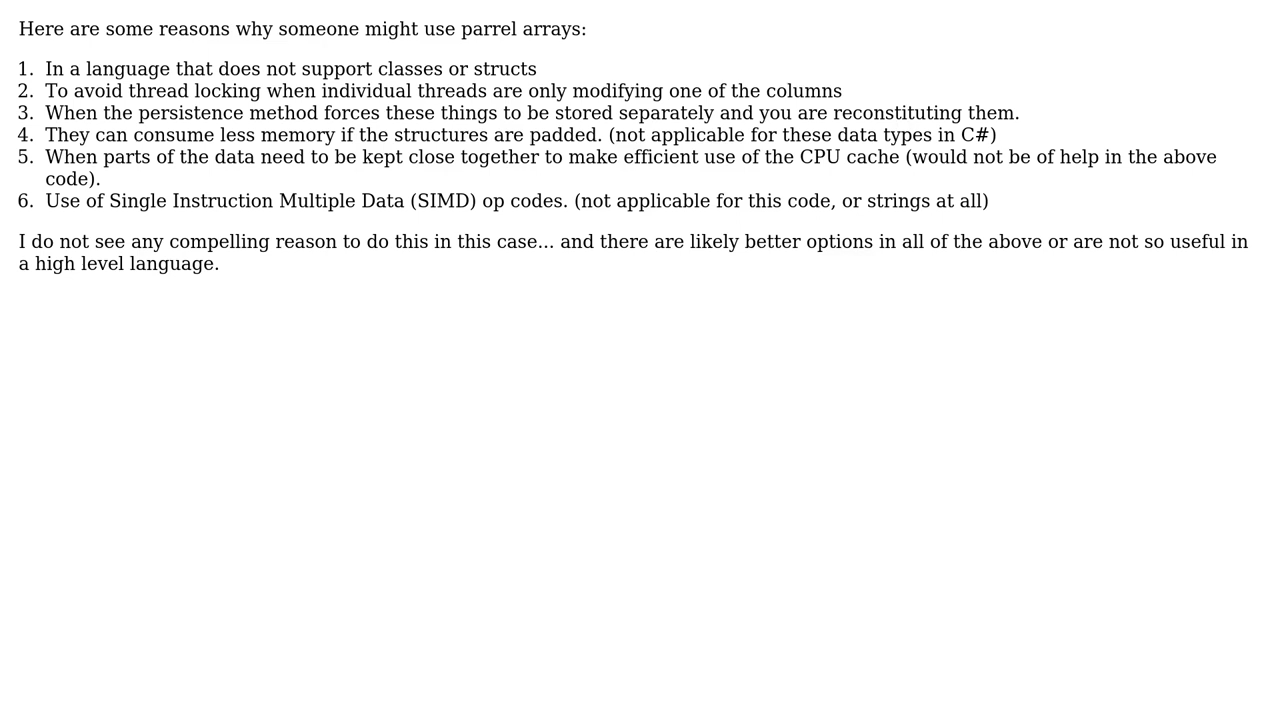 Here are some reasons why someone might use parrel arrays:
1. In a language that does not support classes or structs
2. To avoid thread locking when individual threads are only modifying one of the columns
3. When the persistence method forces these things to be stored separately and you are reconstituting them.
4. They can consume less memory if the structures are padded. (not applicable for these data types in C#)
5. When parts of the data need to be kept close together to make efficient use of the CPU cache (would not be of help in the above
code).
6. Use of Single Instruction Multiple Data (SIMD) op codes. (not applicable for this code, or strings at all)
I do not see any compelling reason to do this in this case... and there are likely better options in all of the above or are not so useful in
a high level language.